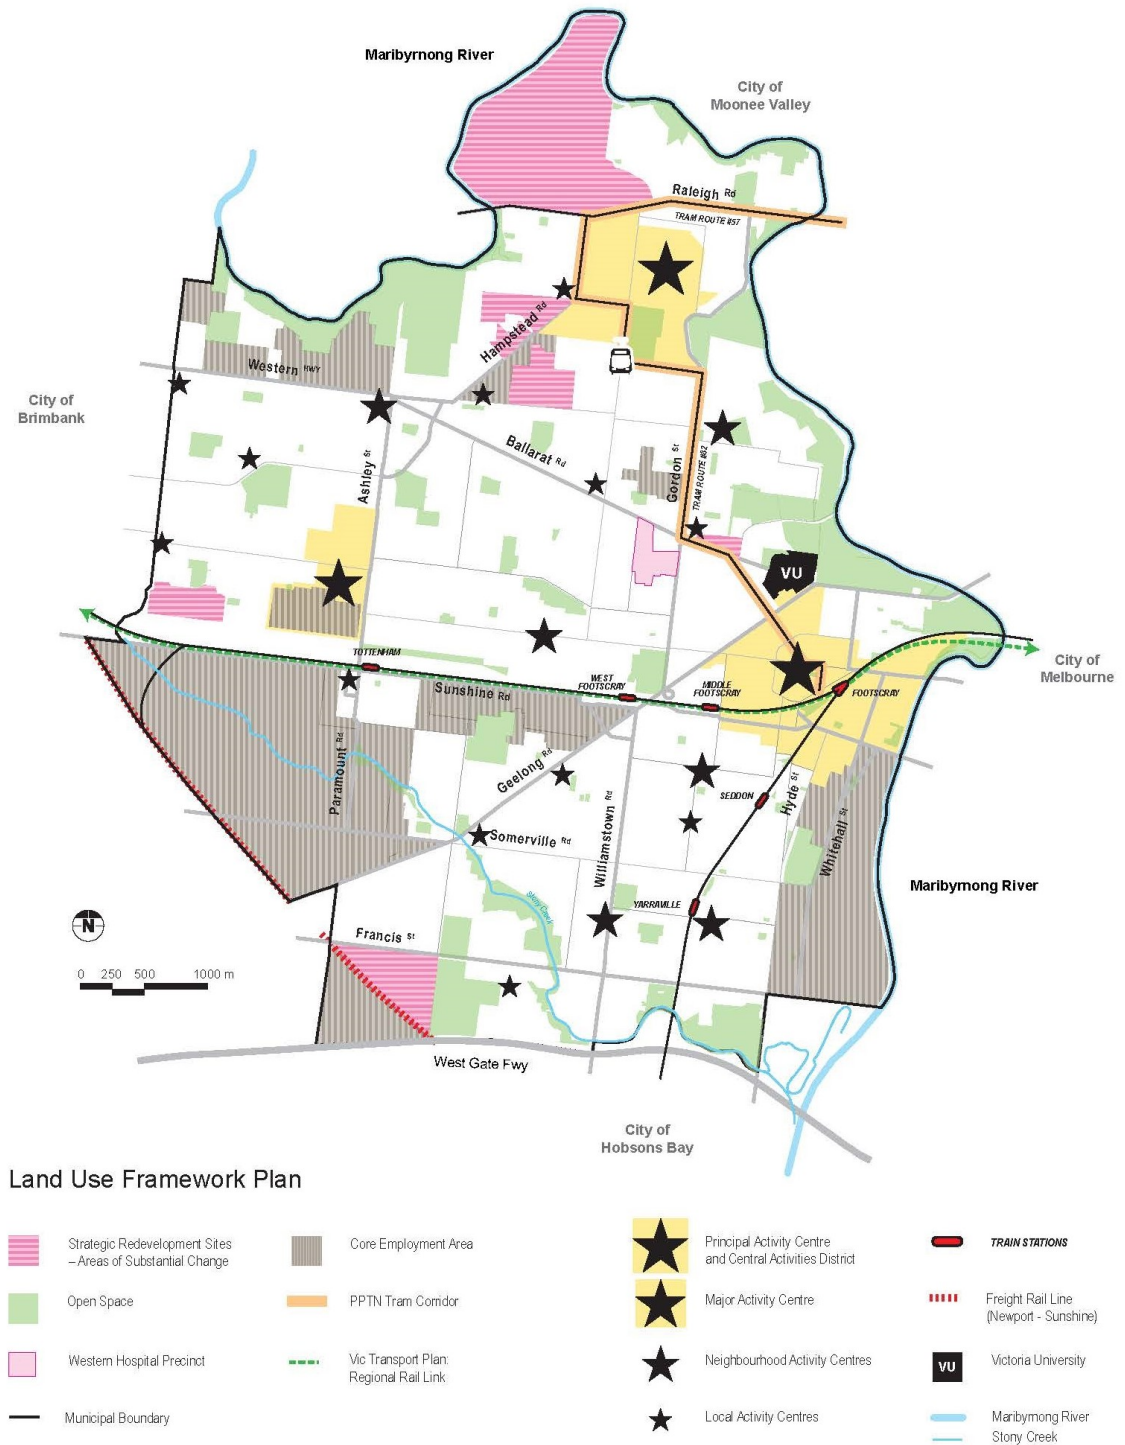 Maribyrnong River
City of
Moonee Valley
Raleigh Rd
TRAM ROUTE #57
Hampstead Rd
Western HWY
City of
Brimbank
Ballarat Rd
Ashley St
Gordon St
TRAM ROUTE #82
VU
TOTTENHAM
WEST
FOOTSCRAY
MIDDLE
FOOTSCRAY
FOOTSCRAY
City of
Melbourne
Sunshine Rd
Paramount Rd
Geelong Rd
SEDDON
Hyde St
Whitehall St
Williamstown Rd
Somerville Rd
Stony Creek
YARRAVILLE
Maribyrnong River
N
Francis St
0 250 500 1000 m
West Gate Fwy
City of
Hobsons Bay
Land Use Framework Plan
Strategic Redevelopment Sites
– Areas of Substantial Change
Open Space
Western Hospital Precinct
Municipal Boundary
Core Employment Area
PPTN Tram Corridor
Vic Transport Plan:
Regional Rail Link
Principal Activity Centre
and Central Activities District
Major Activity Centre
Neighbourhood Activity Centres
Local Activity Centres
TRAIN STATIONS
Freight Rail Line
(Newport - Sunshine)
VU
Victoria University
Maribyrnong River
Stony Creek